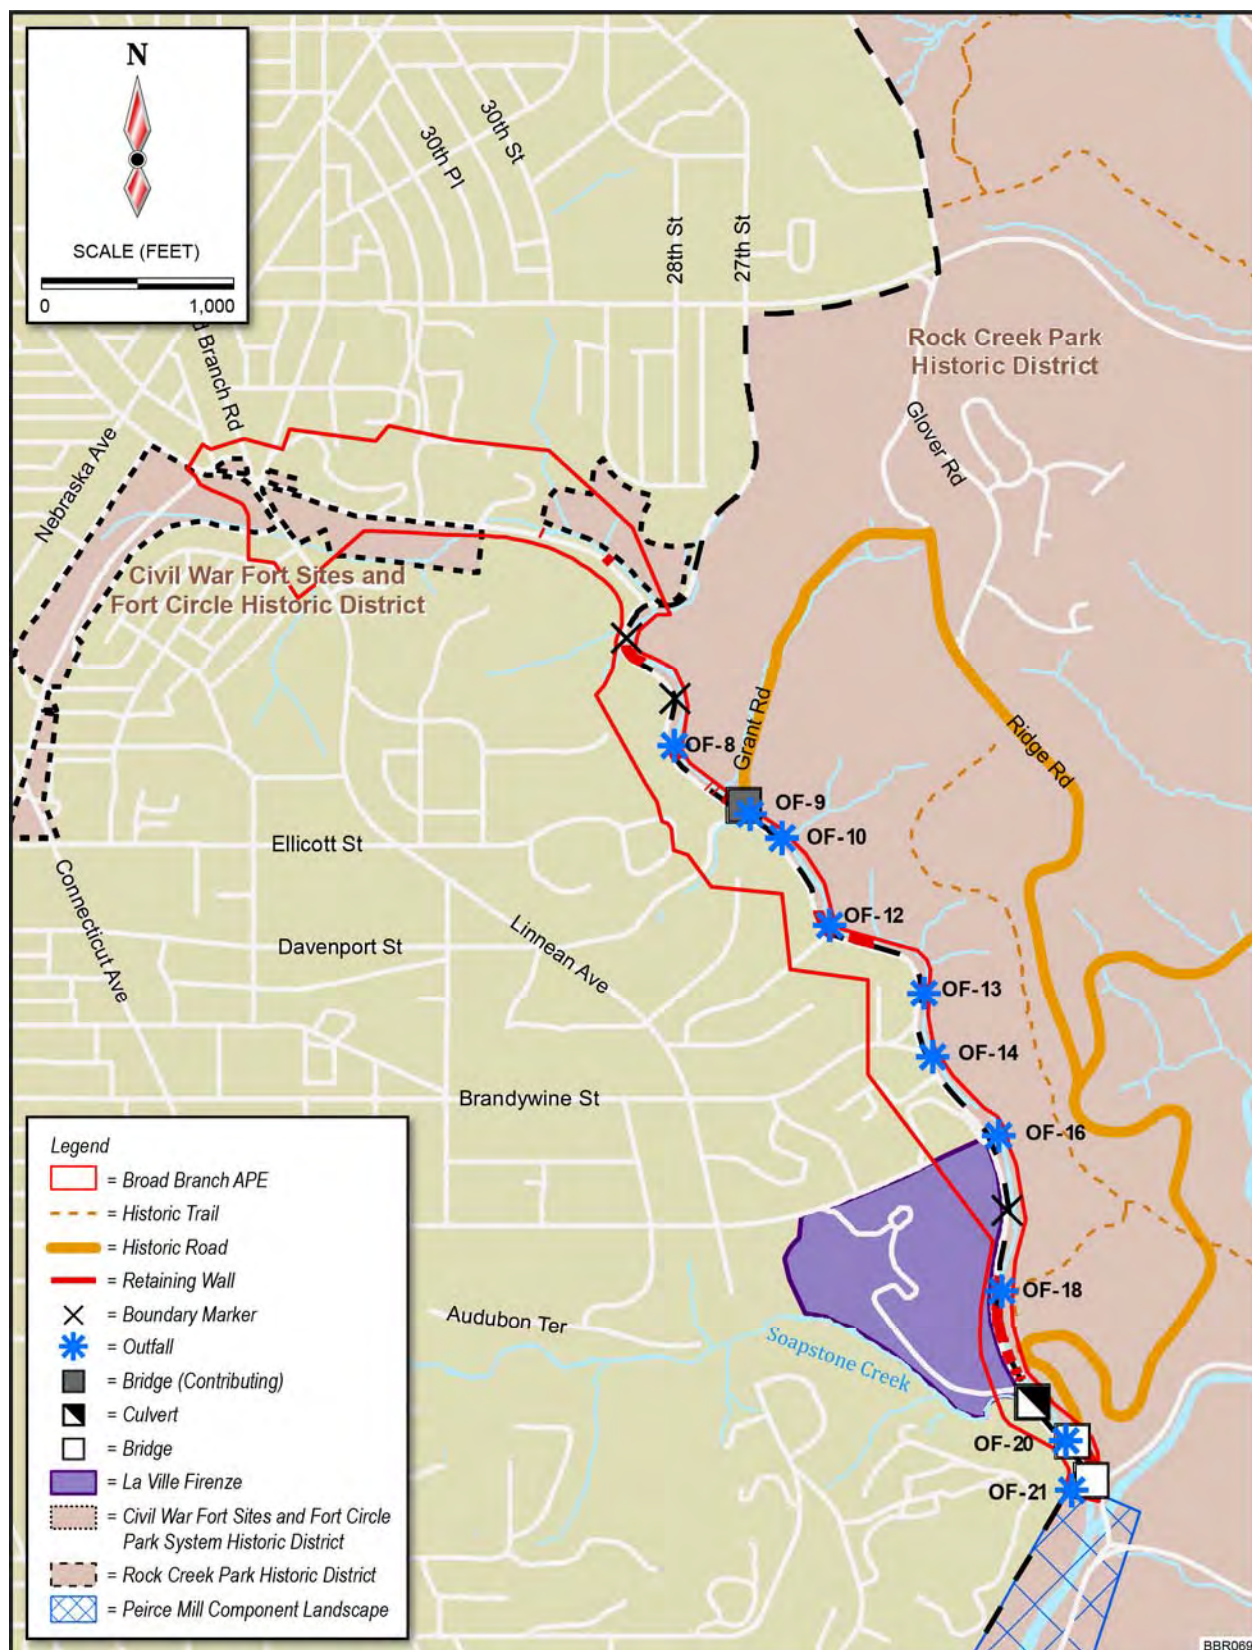 N
SCALE (FEET)
0 1,000
30th St
30th Pl
28th St
27th St
Branch Rd
Nebraska Ave
Rock Creek Park
Historic District
Glover Rd
Civil War Fort Sites and
Fort Circle Historic District
Grant Rd
Ridge Rd
OF-8
OF-9
OF-10
Ellicott St
Connecticut Ave
OF-12
Davenport St
Linnean Ave
OF-13
OF-14
Brandywine St
OF-16
OF-18
Audubon Ter
Soapstone Creek
OF-20
OF-21
Legend
= Broad Branch APE
= Historic Trail
= Historic Road
= Retaining Wall
= Boundary Marker
= Outfall
= Bridge (Contributing)
= Culvert
= Bridge
= La Ville Firenze
= Civil War Fort Sites and Fort Circle
Park System Historic District
= Rock Creek Park Historic District
= Peirce Mill Component Landscape
BBR069